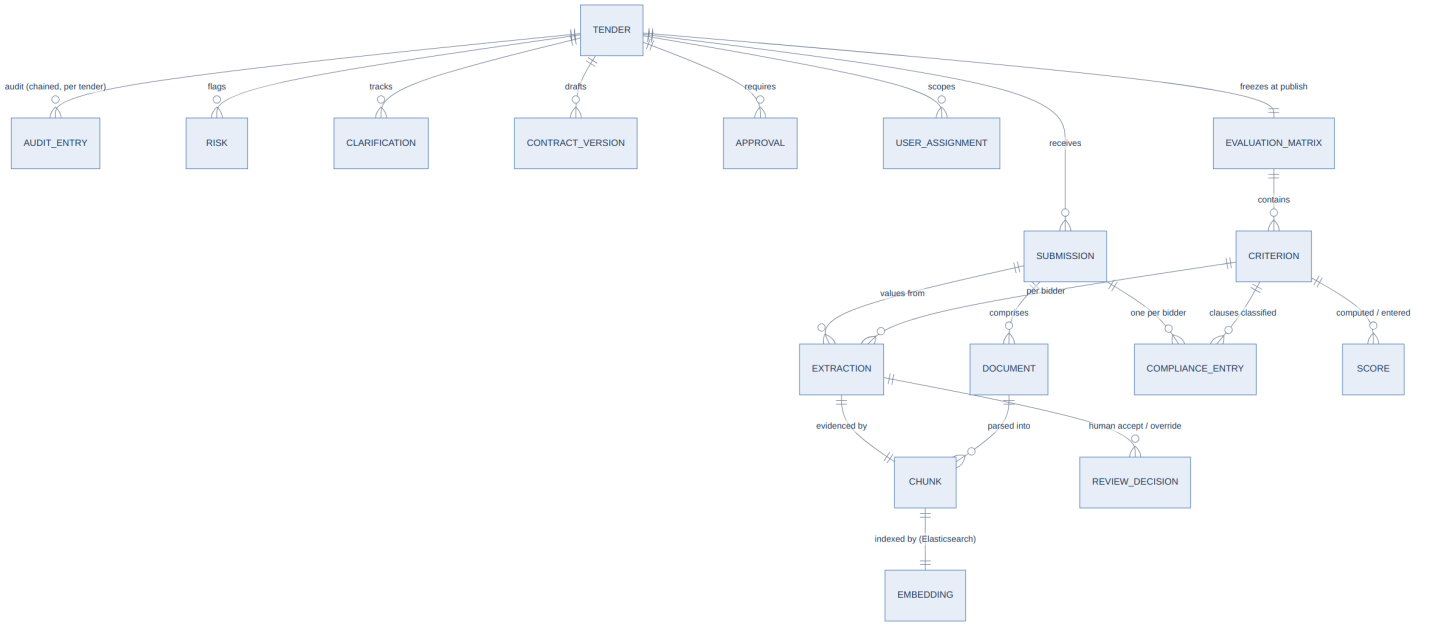 TENDER
audit (chained, per tender)
flags
tracks
drafts
requires
scopes
freezes at publish
AUDIT_ENTRY
RISK
CLARIFICATION
CONTRACT_VERSION
APPROVAL
USER_ASSIGNMENT
receives
EVALUATION_MATRIX
contains
SUBMISSION
CRITERION
values from
per bidder
comprises
one per bidder
clauses classified
computed / entered
EXTRACTION
DOCUMENT
COMPLIANCE_ENTRY
SCORE
evidenced by
parsed into
human accept / override
CHUNK
REVIEW_DECISION
indexed by (Elasticsearch)
EMBEDDING